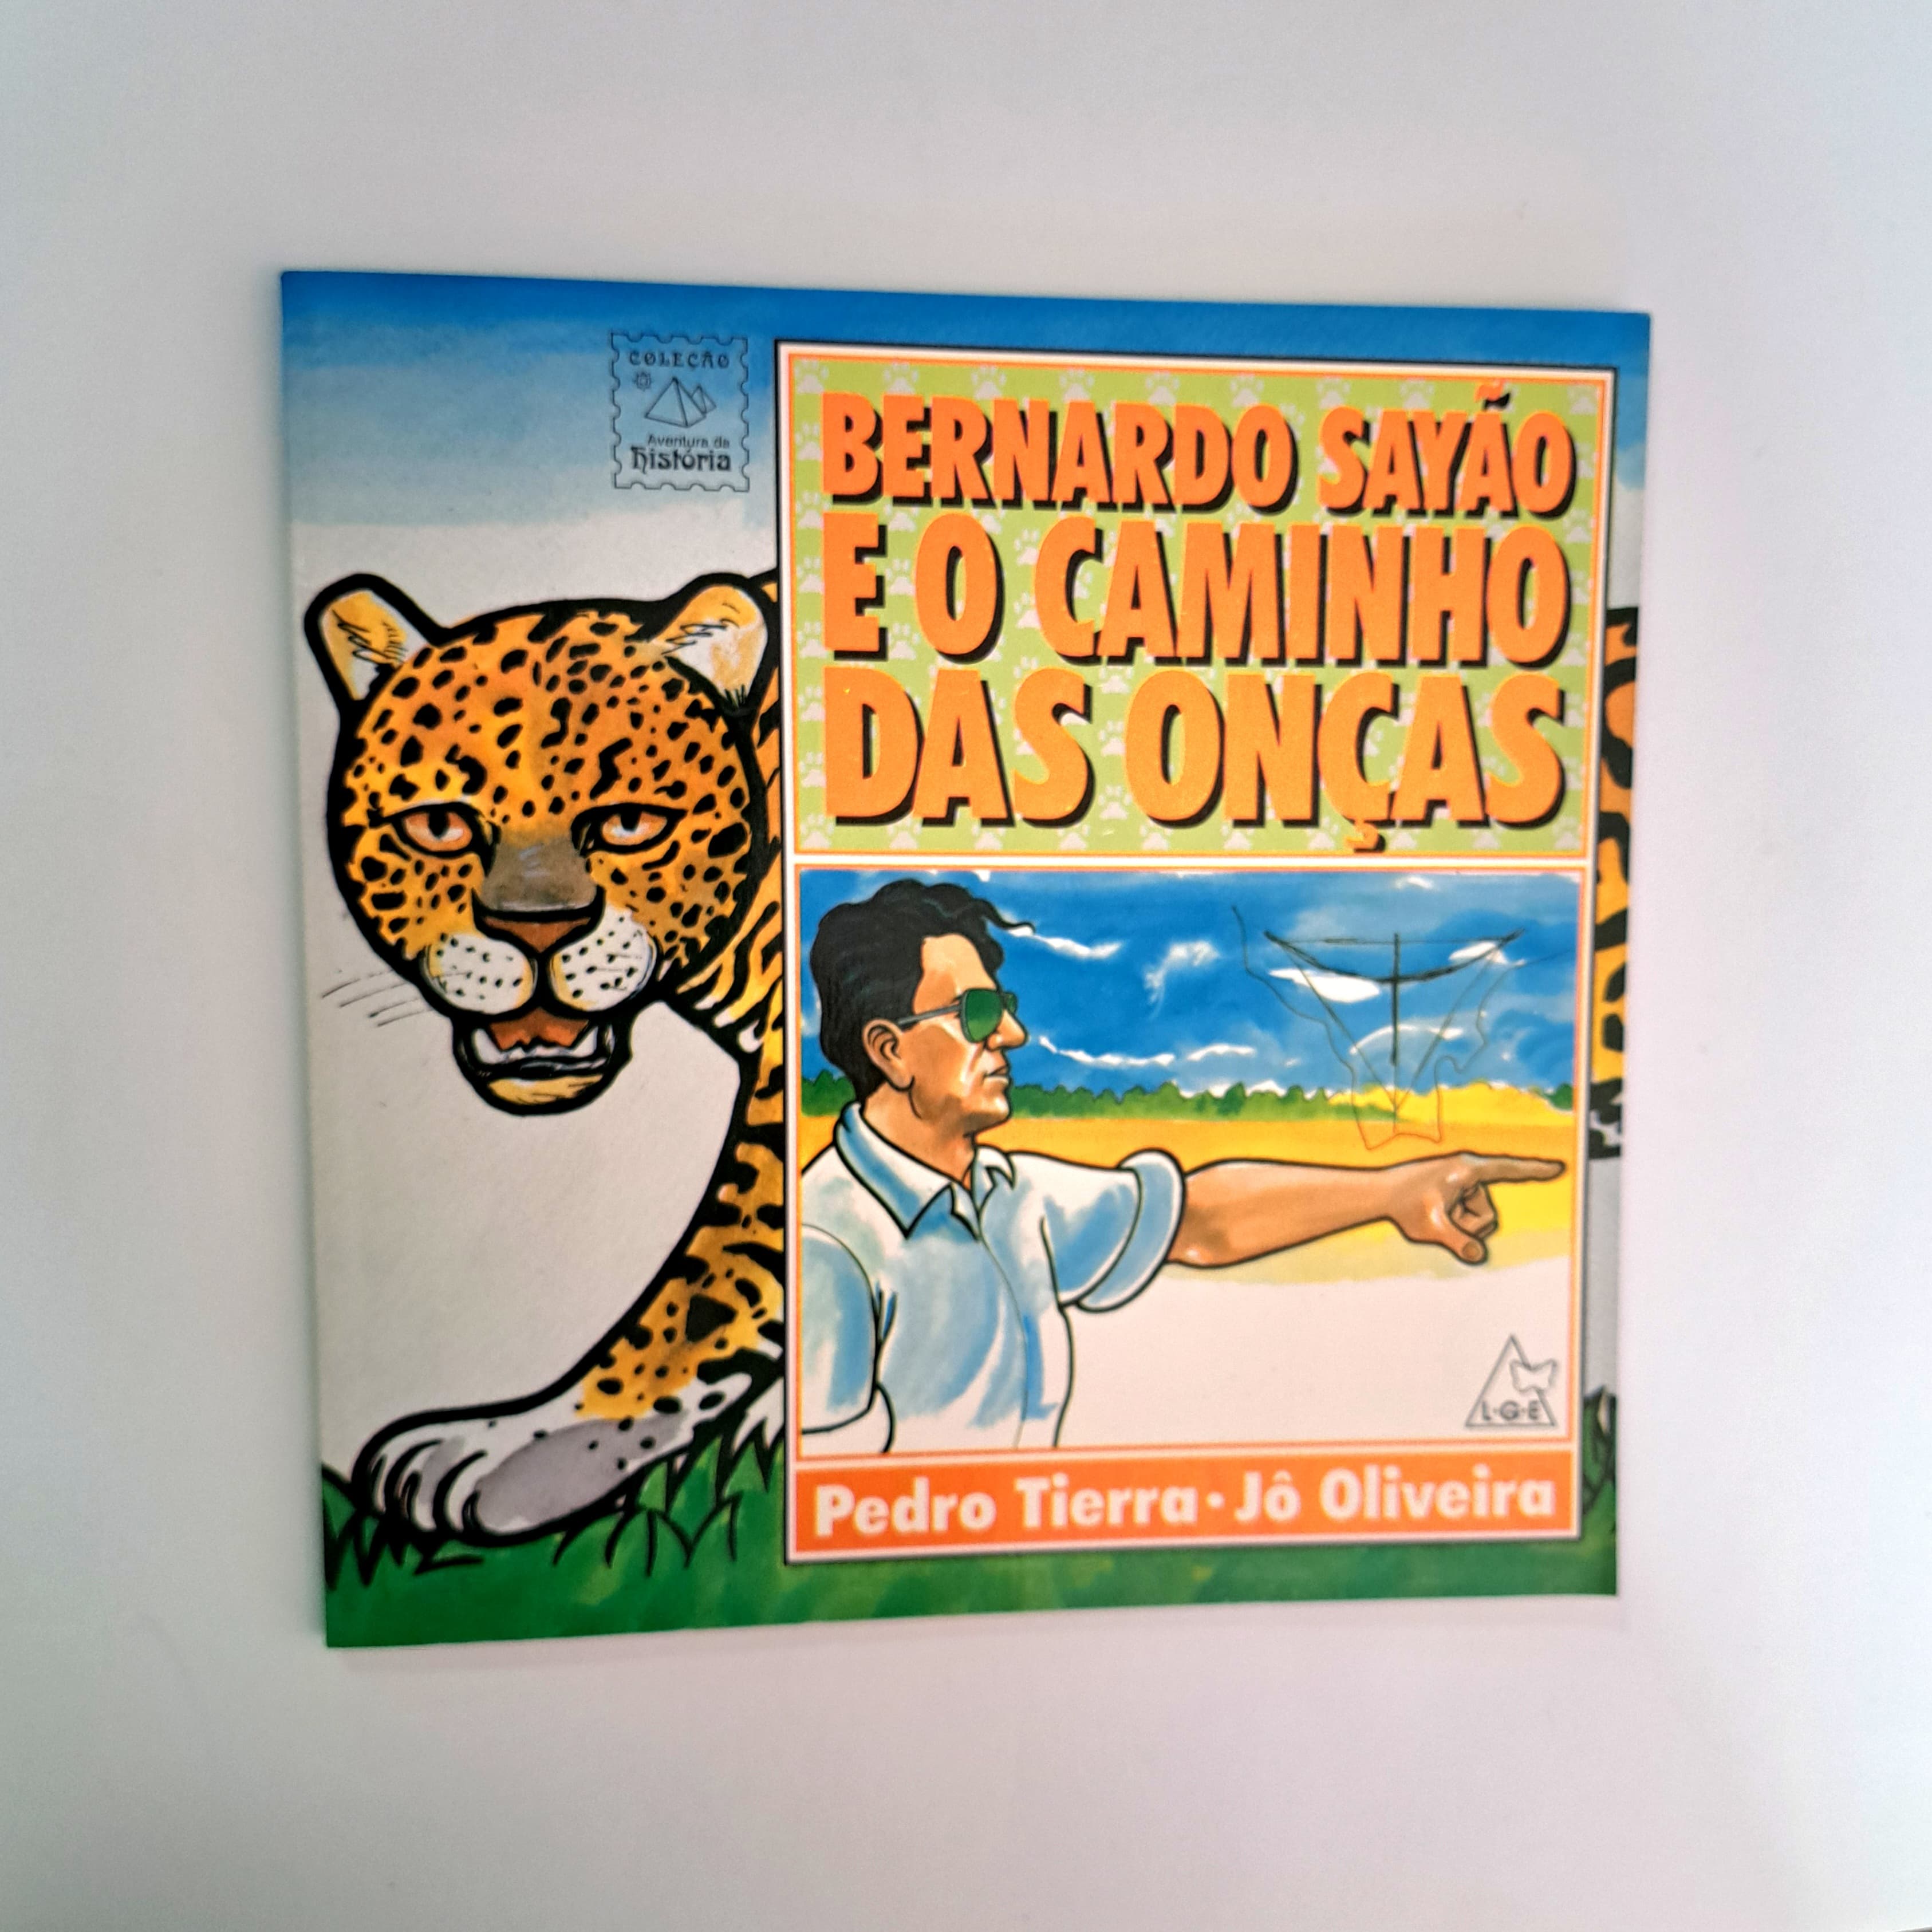 COLEÇÃO
Aventura da
história
BERNARDO SAYÃO
E O CAMINHO
DAS ONÇAS
L·G·E
Pedro Tierra · Jô Oliveira